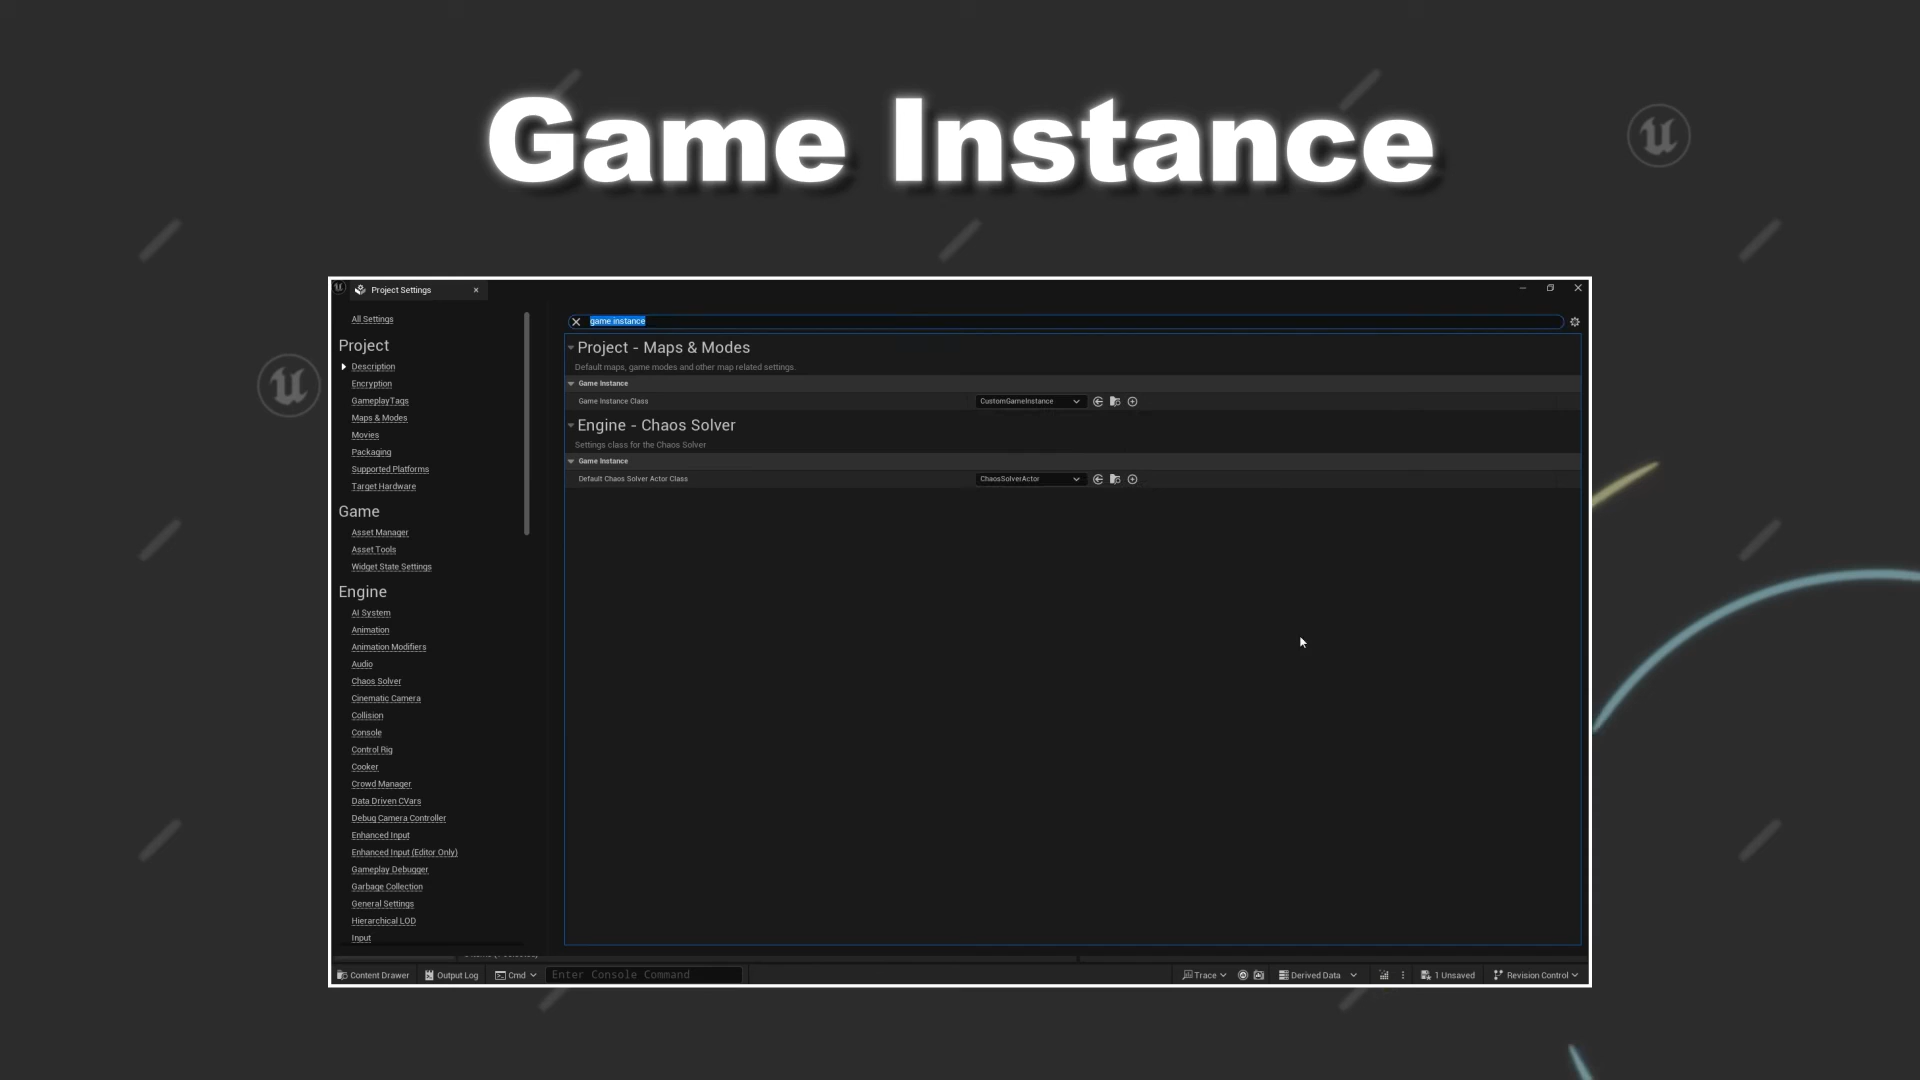 Game Instance
Project Settings
All Settings
Project
Description
Encryption
GameplayTags
Maps & Modes
Movies
Packaging
Supported Platforms
Target Hardware
Game
Asset Manager
Asset Tools
Widget State Settings
Engine
AI System
Animation
Animation Modifiers
Audio
Chaos Solver
Cinematic Camera
Collision
Console
Control Rig
Cooker
Crowd Manager
Data Driven CVars
Debug Camera Controller
Enhanced Input
Enhanced Input (Editor Only)
Gameplay Debugger
Garbage Collection
General Settings
Hierarchical LOD
Input
game instance
Project - Maps & Modes
Default maps, game modes and other map related settings.
Game Instance
Game Instance Class CustomGameInstance
Engine - Chaos Solver
Settings class for the Chaos Solver
Game Instance
Default Chaos Solver Actor Class ChaosSolverActor
Content Drawer Output Log Cmd Enter Console Command Trace Derived Data 1 Unsaved Revision Control